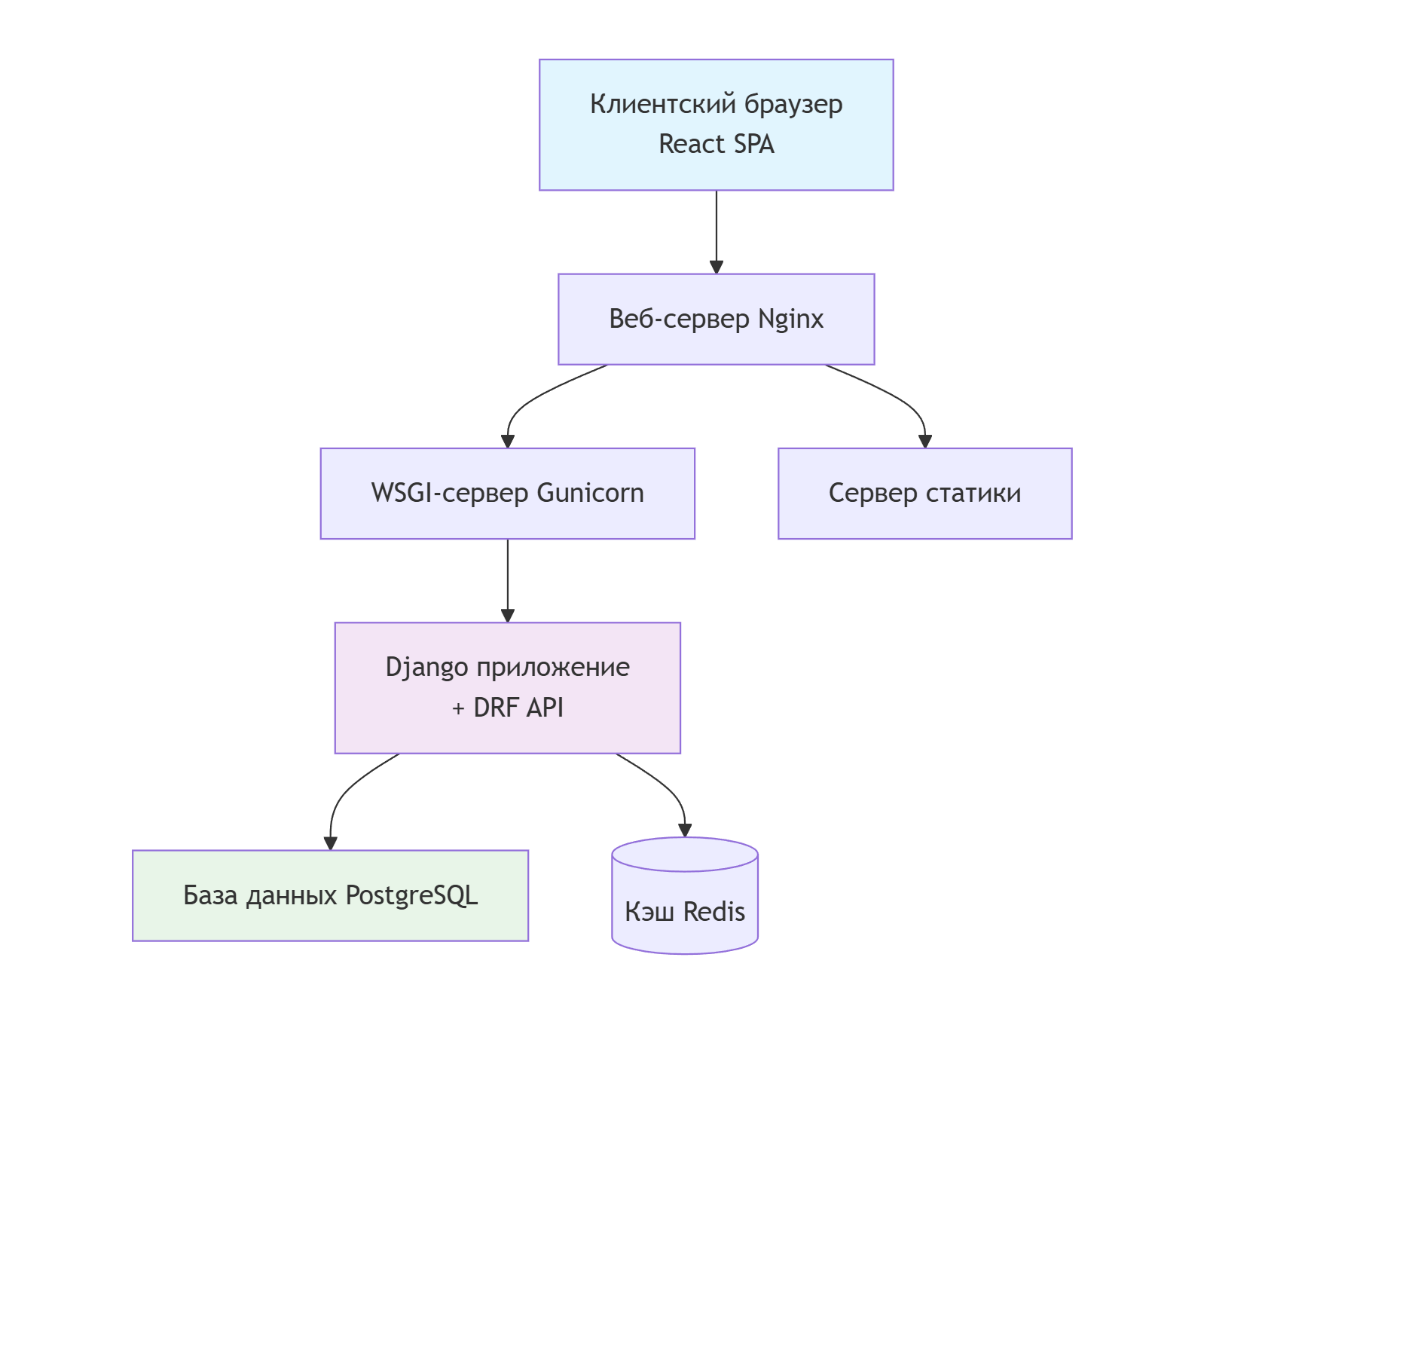 Клиентский браузер
React SPA
Веб-сервер Nginx
WSGI-сервер Gunicorn
Сервер статики
Django приложение
+ DRF API
База данных PostgreSQL
Кэш Redis